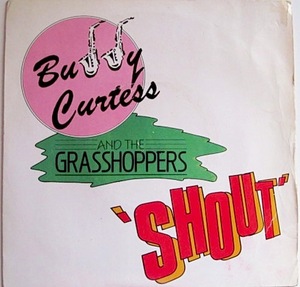 Buddy
Curtess
AND THE
GRASSHOPPERS
"SHOUT"